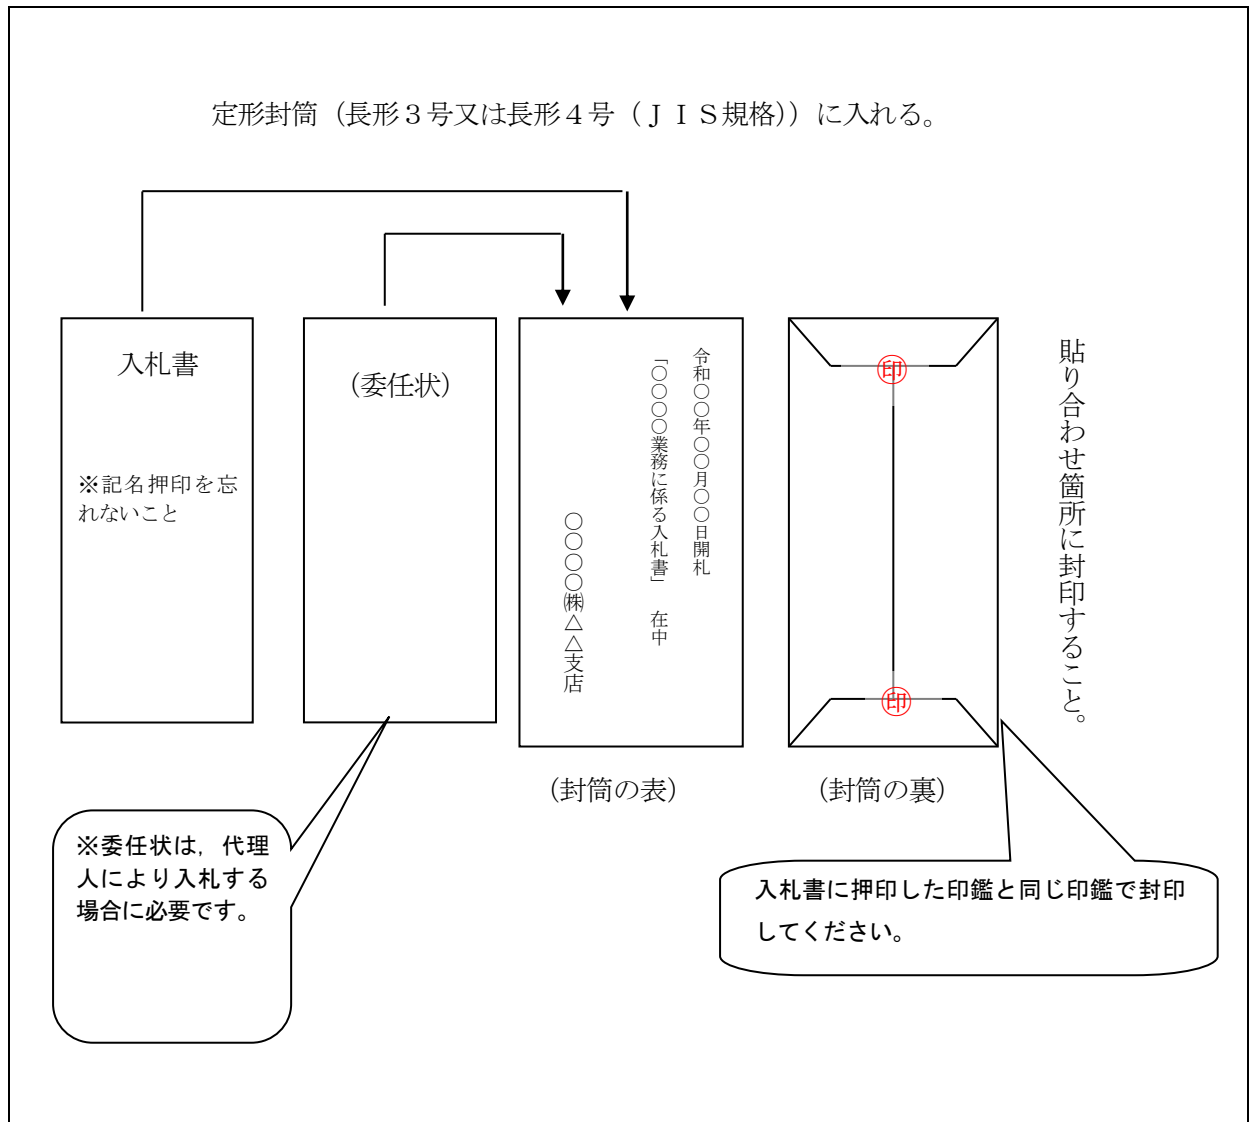 定形封筒（長形３号又は長形４号（ＪＩＳ規格））に入れる。
入札書
※記名押印を忘
れないこと
（委任状）
令和〇〇年〇〇月〇〇日開札
「〇〇〇〇業務に係る入札書」　在中
〇〇〇〇㈱△△支店
印
印
貼り合わせ箇所に封印すること。
（封筒の表）
（封筒の裏）
※委任状は，代理
人により入札する
場合に必要です。
入札書に押印した印鑑と同じ印鑑で封印
してください。